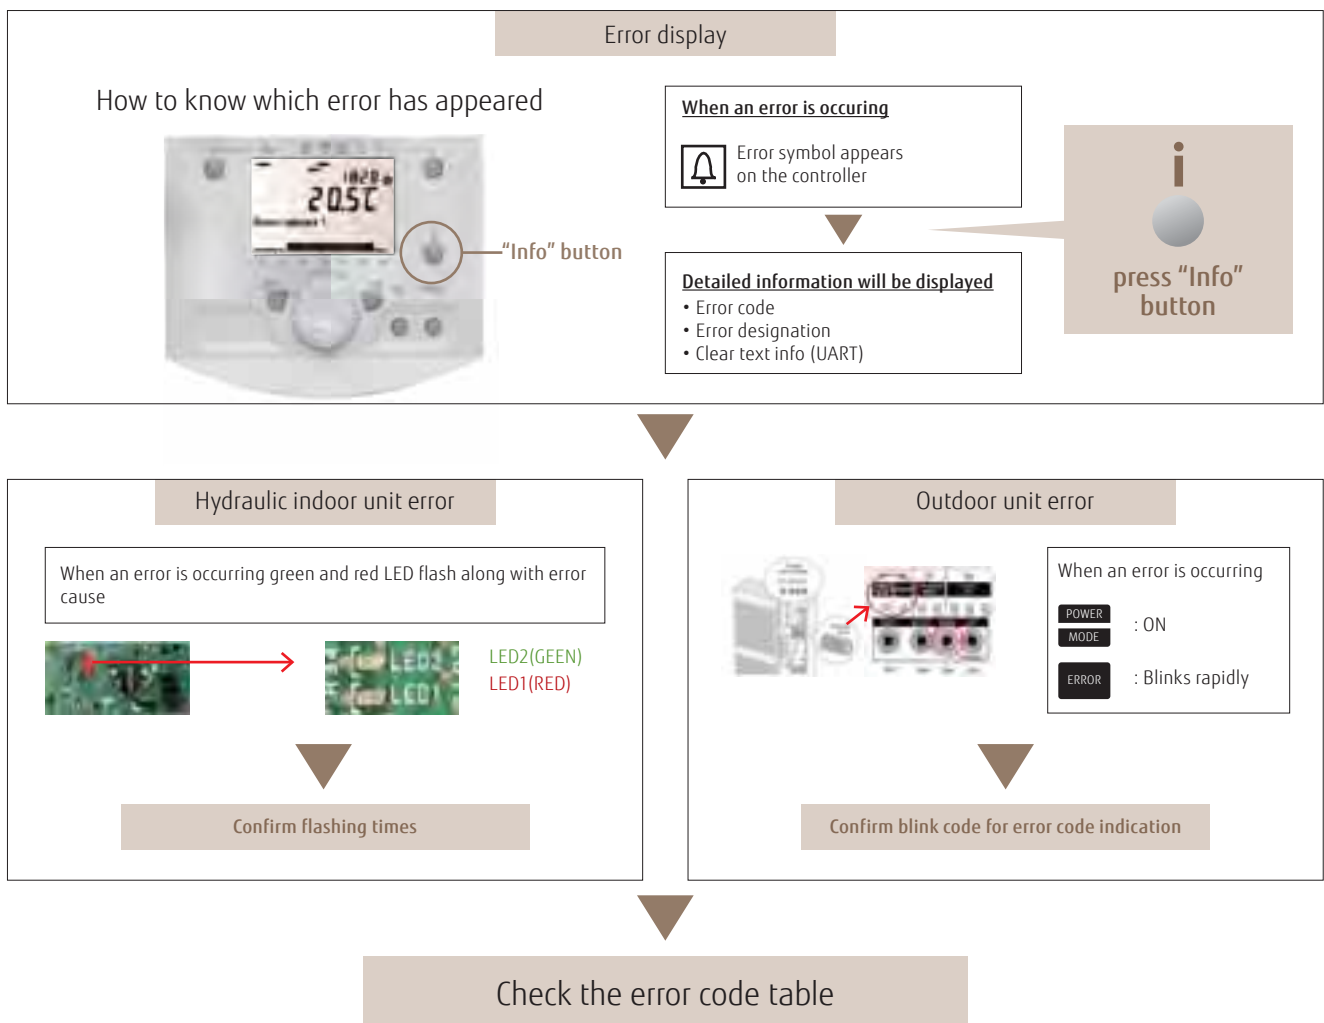 Error display
How to know which error has appeared
20.5℃
"Info" button
When an error is occuring
Error symbol appears
on the controller
i
press "Info"
button
Detailed information will be displayed
• Error code
• Error designation
• Clear text info (UART)
Hydraulic indoor unit error
When an error is occurring green and red LED flash along with error
cause
LED2
LED1
LED2(GEEN)
LED1(RED)
Confirm flashing times
Outdoor unit error
When an error is occurring
POWER
MODE
: ON
ERROR
: Blinks rapidly
Confirm blink code for error code indication
Check the error code table